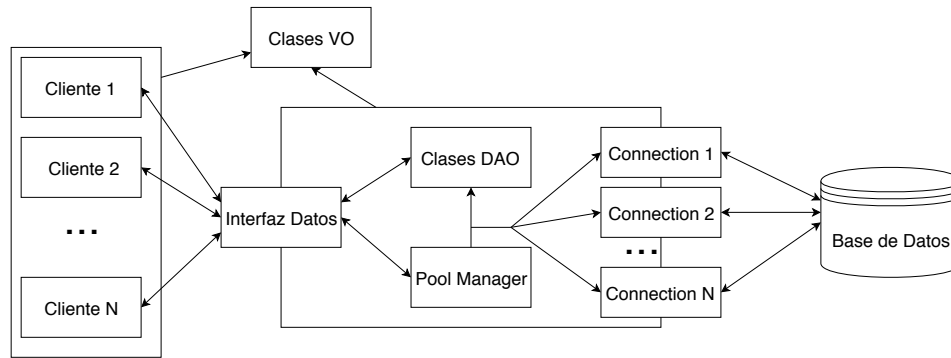 Clases VO
Cliente 1
Cliente 2
...
Cliente N
Interfaz Datos
Clases DAO
Pool Manager
Connection 1
Connection 2
...
Connection N
Base de Datos